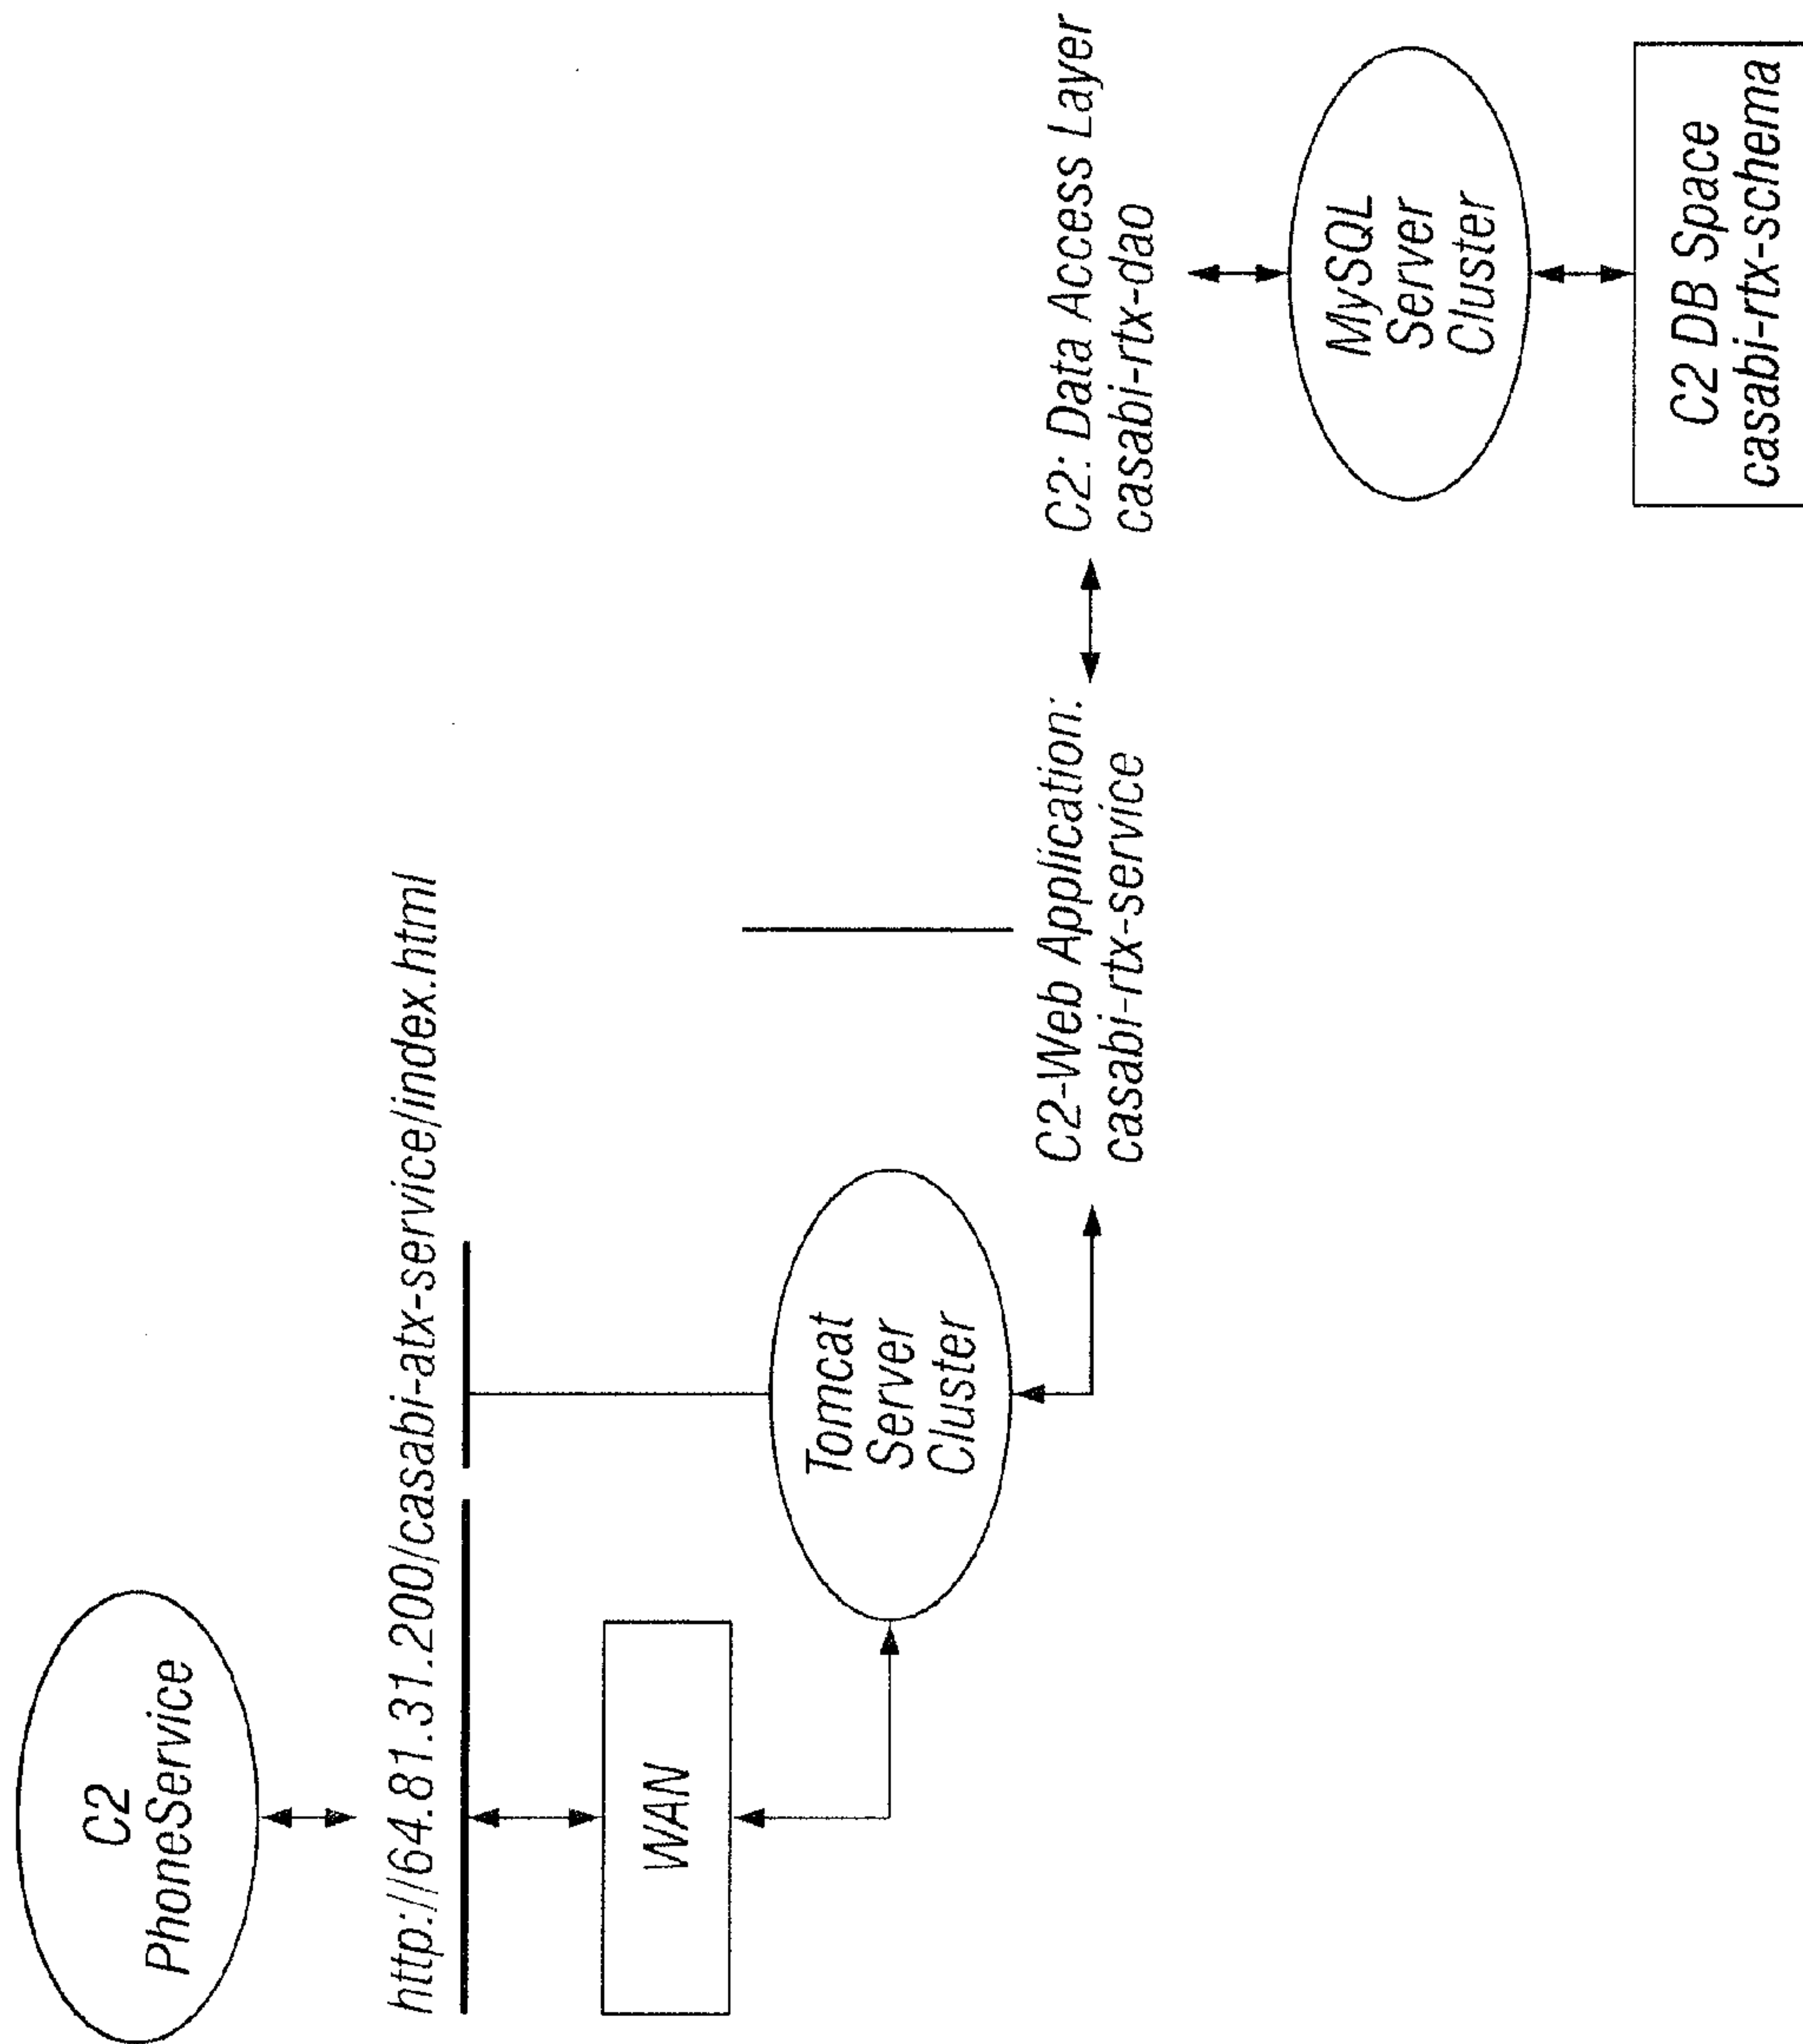 C2
PhoneService
http://64.81.31.200/casabi-atx-service/index.html
WAN
Tomcat
Server
Cluster
C2-Web Application:
casabi-rtx-service
C2: Data Access Layer
casabi-rtx-dao
MySQL
Server
Cluster
C2 DB Space
casabi-rtx-schema